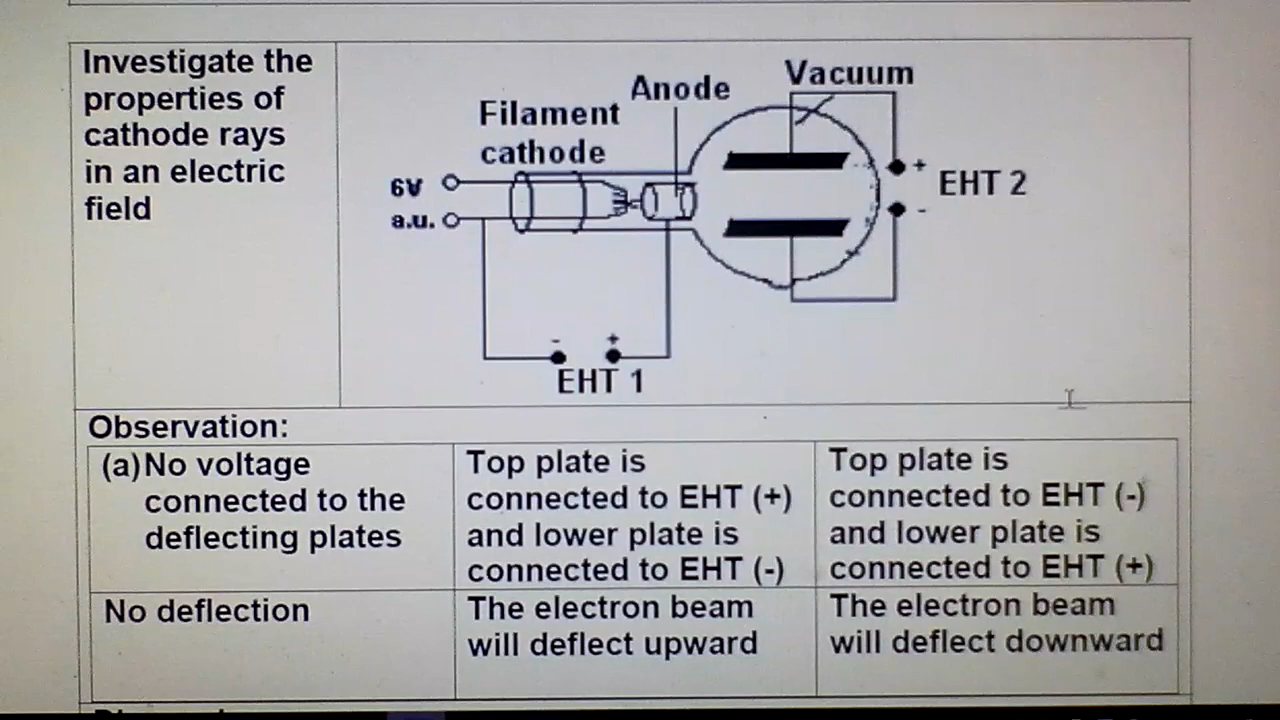 Investigate the
properties of
cathode rays
in an electric
field
Vacuum
Anode
Filament
cathode
6V
a.u.
+
EHT 2
-
- +
EHT 1
Observation:
(a) No voltage
connected to the
deflecting plates
Top plate is
connected to EHT (+)
and lower plate is
connected to EHT (-)
Top plate is
connected to EHT (-)
and lower plate is
connected to EHT (+)
No deflection
The electron beam
will deflect upward
The electron beam
will deflect downward